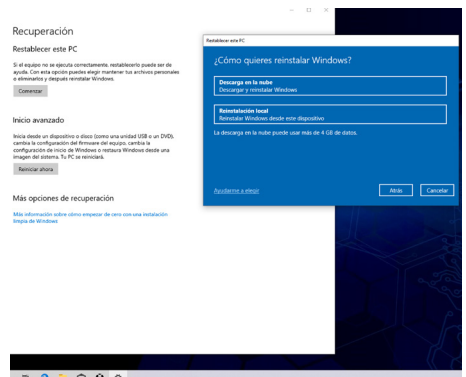 Recuperación
Restablecer este PC
Si el equipo no se ejecuta correctamente, restablecerlo puede ser de
ayuda. Con esta opción puedes elegir mantener tus archivos personales
o eliminarlos y después reinstalar Windows.
Comenzar
Inicio avanzado
Inicia desde un dispositivo o disco (como una unidad USB o un DVD),
cambia la configuración del firmware del equipo, cambia la
configuración de inicio de Windows o restaura Windows desde una
imagen del sistema. Tu PC se reiniciará.
Reiniciar ahora
Más opciones de recuperación
Más información sobre cómo empezar de cero con una instalación
limpia de Windows
Restablecer este PC
¿Cómo quieres reinstalar Windows?
Descarga en la nube
Descargar y reinstalar Windows
Reinstalación local
Reinstalar Windows desde este dispositivo
La descarga en la nube puede usar más de 4 GB de datos.
Ayudarme a elegir
Atrás
Cancelar